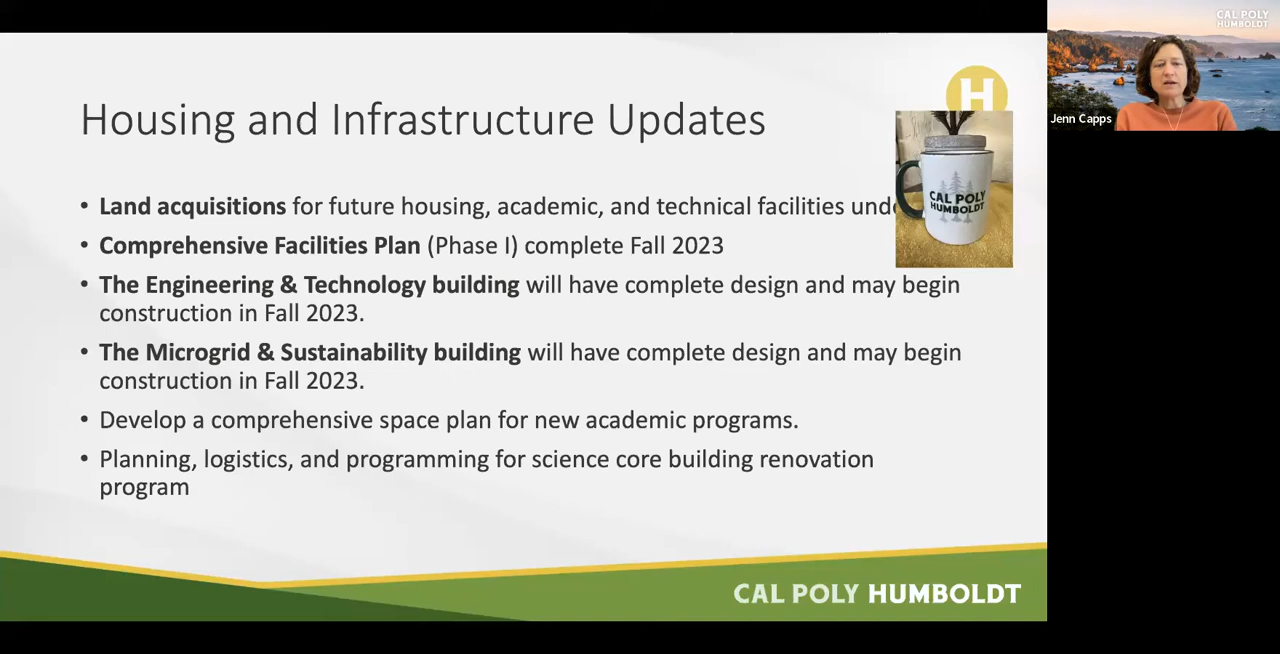 CAL POLY
HUMBOLDT
Jenn Capps
H
Housing and Infrastructure Updates
CAL POLY
HUMBOLDT
• Land acquisitions for future housing, academic, and technical facilities
• Comprehensive Facilities Plan (Phase I) complete Fall 2023
• The Engineering & Technology building will have complete design and may begin
construction in Fall 2023.
• The Microgrid & Sustainability building will have complete design and may begin
construction in Fall 2023.
• Develop a comprehensive space plan for new academic programs.
• Planning, logistics, and programming for science core building renovation
program
CAL POLY HUMBOLDT